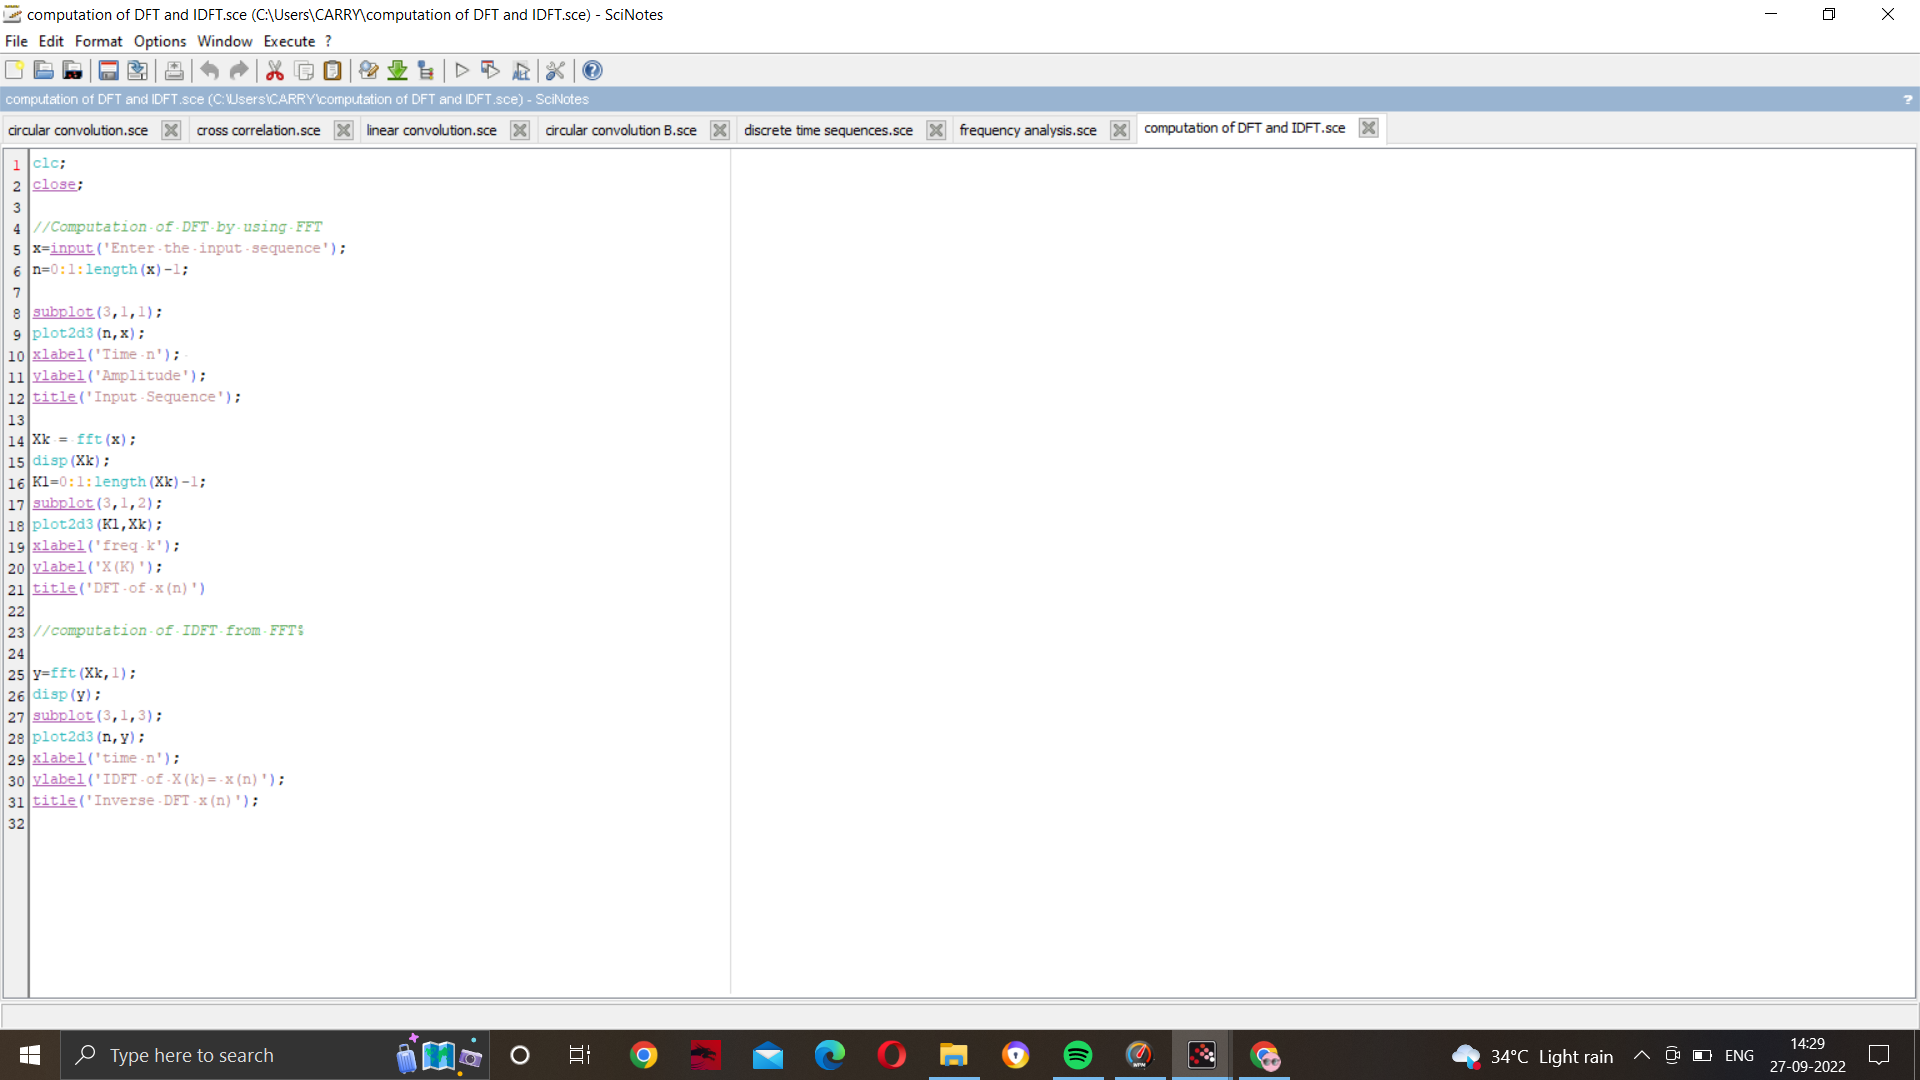 computation of DFT and IDFT.sce (C:\Users\CARRY\computation of DFT and IDFT.sce) - SciNotes
File Edit Format Options Window Execute ?
computation of DFT and IDFT.sce (C:\Users\CARRY\computation of DFT and IDFT.sce) - SciNotes ?
circular convolution.sce cross correlation.sce linear convolution.sce circular convolution B.sce discrete time sequences.sce frequency analysis.sce computation of DFT and IDFT.sce
1 clc;
2 close;
3
4 //Computation of DFT by using FFT
5 x=input('Enter the input sequence');
6 n=0:1:length(x)-1;
7
8 subplot(3,1,1);
9 plot2d3(n,x);
10 xlabel('Time n');
11 ylabel('Amplitude');
12 title('Input Sequence');
13
14 Xk = fft(x);
15 disp(Xk);
16 K1=0:1:length(Xk)-1;
17 subplot(3,1,2);
18 plot2d3(K1,Xk);
19 xlabel('freq k');
20 ylabel('X(K)');
21 title('DFT of x(n)')
22
23 //computation of IDFT from FFT%
24
25 y=fft(Xk,1);
26 disp(y);
27 subplot(3,1,3);
28 plot2d3(n,y);
29 xlabel('time n');
30 ylabel('IDFT of X(k)= x(n)');
31 title('Inverse DFT x(n)');
32
Type here to search
34°C Light rain
ENG
14:29
27-09-2022